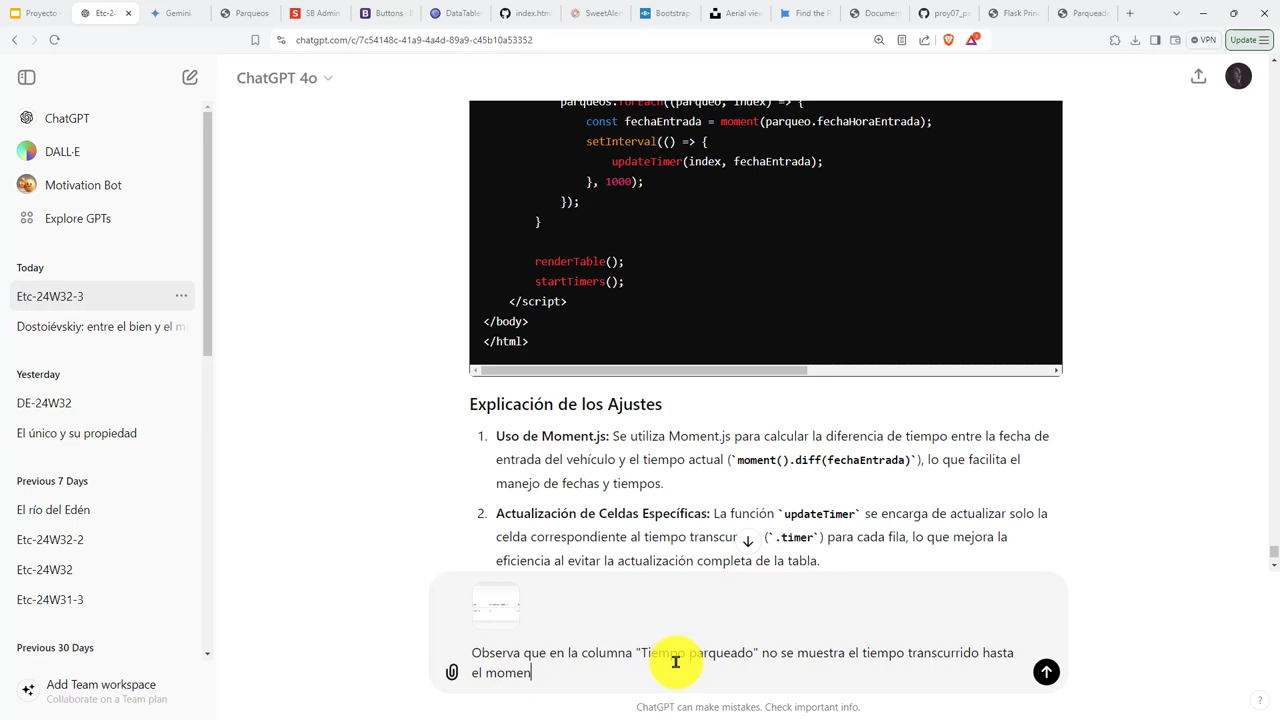 Proyecto -
Etc-24
Gemini
Parqueos
SB Admin
Buttons - 
DataTable
index.htm
SweetAler
Bootstrap
Aerial view
Find the P
Documen
proy07_p
Flask Prin
Parquead
chatgpt.com/c/7c54148c-41a9-4a4d-89a9-c45b10a53352
VPN
Update
ChatGPT 4o
ChatGPT
DALL·E
Motivation Bot
Explore GPTs
Today
Etc-24W32-3
Dostoiévskiy: entre el bien y el m
Yesterday
DE-24W32
El único y su propiedad
Previous 7 Days
El río del Edén
Etc-24W32-2
Etc-24W32
Etc-24W31-3
Previous 30 Days
Add Team workspace
Collaborate on a Team plan
parqueos.forEach((parqueo, index) => {
const fechaEntrada = moment(parqueo.fechaHoraEntrada);
setInterval(() => {
updateTimer(index, fechaEntrada);
}, 1000);
});
}
renderTable();
startTimers();
</script>
</body>
</html>
Explicación de los Ajustes
1. Uso de Moment.js: Se utiliza Moment.js para calcular la diferencia de tiempo entre la fecha de
entrada del vehículo y el tiempo actual (`moment().diff(fechaEntrada)`), lo que facilita el
manejo de fechas y tiempos.
2. Actualización de Celdas Específicas: La función `updateTimer` se encarga de actualizar solo la
celda correspondiente al tiempo transcur (`.timer`) para cada fila, lo que mejora la
eficiencia al evitar la actualización completa de la tabla.
Observa que en la columna "Tiempo parqueado" no se muestra el tiempo transcurrido hasta
el momen
ChatGPT can make mistakes. Check important info.
?